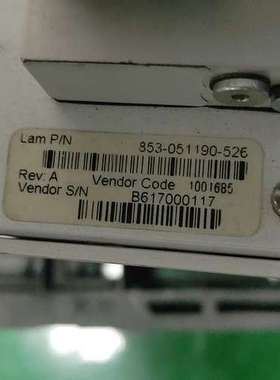 Lam P/N 853-051190-526
Rev: A Vendor Code 1001685
Vendor S/N B617000117